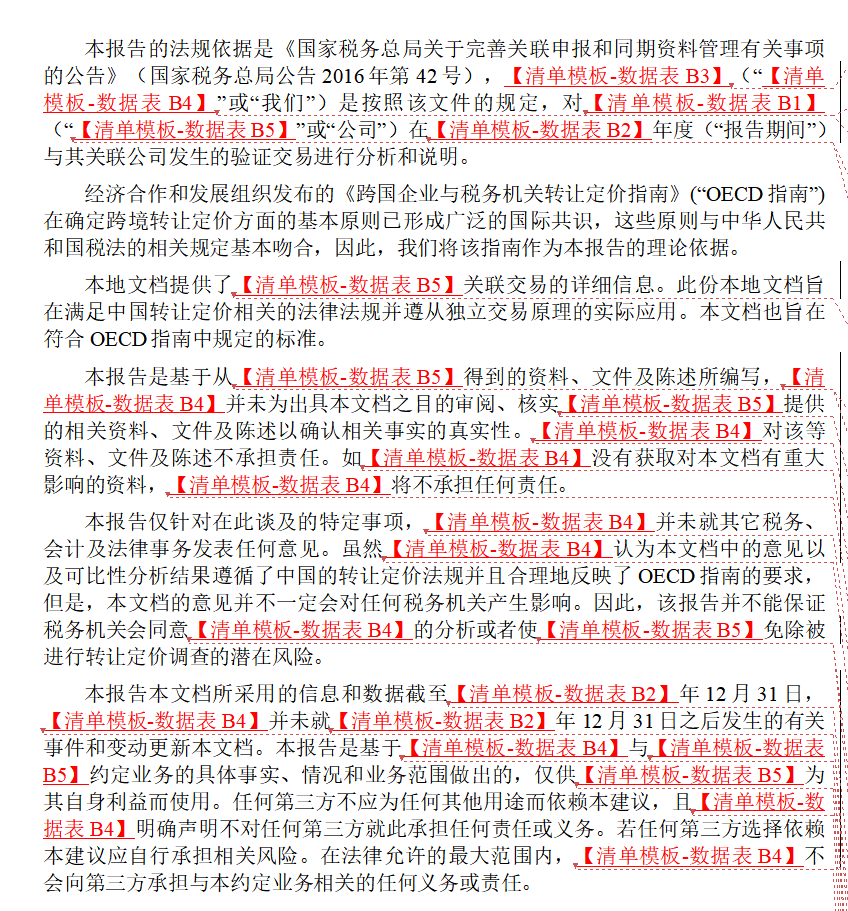 本报告的法规依据是《国家税务总局关于完善关联申报和同期资料管理有关事项
的公告》（国家税务总局公告 2016 年第 42 号），【清单模板-数据表 B3】（“【清单
模板-数据表 B4】”或“我们”）是按照该文件的规定，对【清单模板-数据表 B1】
（“【清单模板-数据表 B5】”或“公司”）在【清单模板-数据表 B2】年度（“报告期间”）
与其关联公司发生的验证交易进行分析和说明。
经济合作和发展组织发布的《跨国企业与税务机关转让定价指南》(“OECD 指南”)
在确定跨境转让定价方面的基本原则已形成广泛的国际共识，这些原则与中华人民共
和国税法的相关规定基本吻合，因此，我们将该指南作为本报告的理论依据。
本地文档提供了【清单模板-数据表 B5】关联交易的详细信息。此份本地文档旨
在满足中国转让定价相关的法律法规并遵从独立交易原理的实际应用。本文档也旨在
符合 OECD 指南中规定的标准。
本报告是基于从【清单模板-数据表 B5】得到的资料、文件及陈述所编写，【清
单模板-数据表 B4】并未为出具本文档之目的审阅、核实【清单模板-数据表 B5】提供
的相关资料、文件及陈述以确认相关事实的真实性。【清单模板-数据表 B4】对该等
资料、文件及陈述不承担责任。如【清单模板-数据表 B4】没有获取对本文档有重大
影响的资料，【清单模板-数据表 B4】将不承担任何责任。
本报告仅针对在此谈及的特定事项，【清单模板-数据表 B4】并未就其它税务、
会计及法律事务发表任何意见。虽然【清单模板-数据表 B4】认为本文档中的意见以
及可比性分析结果遵循了中国的转让定价法规并且合理地反映了 OECD 指南的要求，
但是，本文档的意见并不一定会对任何税务机关产生影响。因此，该报告并不能保证
税务机关会同意【清单模板-数据表 B4】的分析或者使【清单模板-数据表 B5】免除被
进行转让定价调查的潜在风险。
本报告本文档所采用的信息和数据截至【清单模板-数据表 B2】年 12 月 31 日，
【清单模板-数据表 B4】并未就【清单模板-数据表 B2】年 12 月 31 日之后发生的有关
事件和变动更新本文档。本报告是基于【清单模板-数据表 B4】与【清单模板-数据表
B5】约定业务的具体事实、情况和业务范围做出的，仅供【清单模板-数据表 B5】为
其自身利益而使用。任何第三方不应为任何其他用途而依赖本建议，且【清单模板-数
据表 B4】明确声明不对任何第三方就此承担任何责任或义务。若任何第三方选择依赖
本建议应自行承担相关风险。在法律允许的最大范围内，【清单模板-数据表 B4】不
会向第三方承担与本约定业务相关的任何义务或责任。